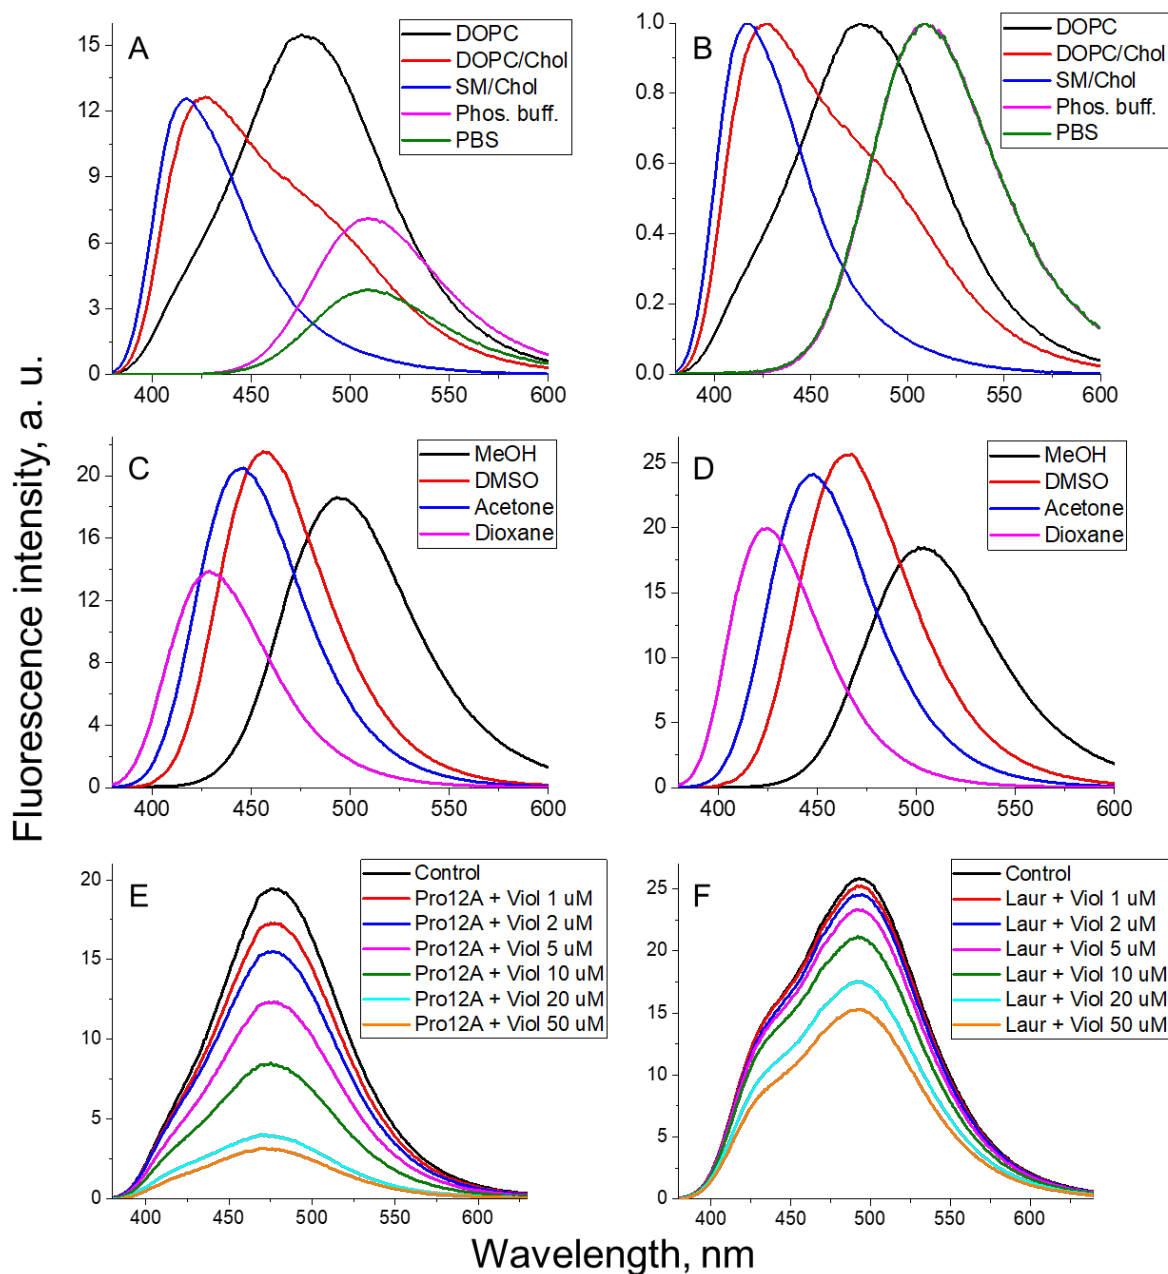 A
DOPC
DOPC/Chol
SM/Chol
Phos. buff.
PBS
15
12
9
6
3
0
400
450
500
550
600
B
DOPC
DOPC/Chol
SM/Chol
Phos. buff.
PBS
1.0
0.8
0.6
0.4
0.2
0.0
400
450
500
550
600
Fluorescence intensity, a. u.
C
MeOH
DMSO
Acetone
Dioxane
20
16
12
8
4
0
400
450
500
550
600
D
MeOH
DMSO
Acetone
Dioxane
25
20
15
10
5
0
400
450
500
550
600
E
Control
Pro12A + Viol 1 uM
Pro12A + Viol 2 uM
Pro12A + Viol 5 uM
Pro12A + Viol 10 uM
Pro12A + Viol 20 uM
Pro12A + Viol 50 uM
20
15
10
5
0
400
450
500
550
600
F
Control
Laur + Viol 1 uM
Laur + Viol 2 uM
Laur + Viol 5 uM
Laur + Viol 10 uM
Laur + Viol 20 uM
Laur + Viol 50 uM
25
20
15
10
5
0
400
450
500
550
600
Wavelength, nm